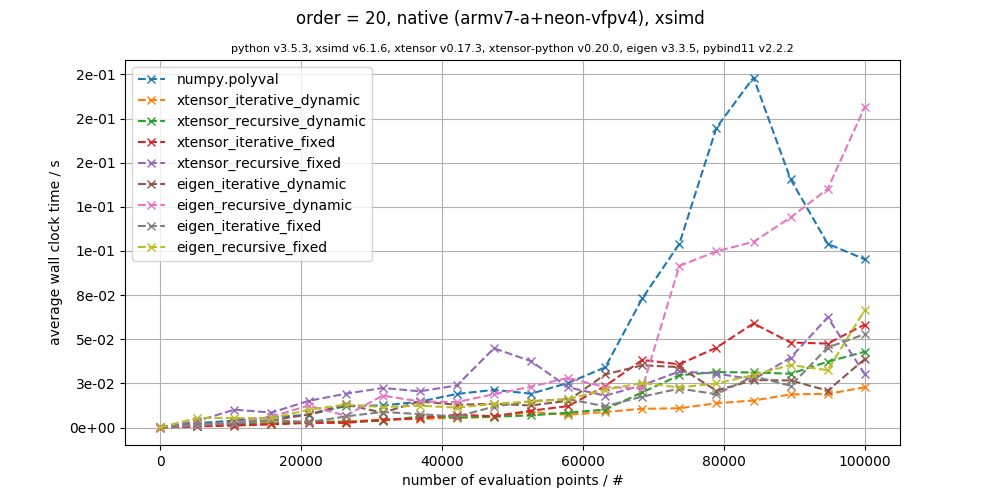 order = 20, native (armv7-a+neon-vfpv4), xsimd
python v3.5.3, xsimd v6.1.6, xtensor v0.17.3, xtensor-python v0.20.0, eigen v3.3.5, pybind11 v2.2.2
numpy.polyval
xtensor_iterative_dynamic
xtensor_recursive_dynamic
xtensor_iterative_fixed
xtensor_recursive_fixed
eigen_iterative_dynamic
eigen_recursive_dynamic
eigen_iterative_fixed
eigen_recursive_fixed
average wall clock time / s
2e-01
2e-01
2e-01
1e-01
1e-01
8e-02
5e-02
3e-02
0e+00
0
20000
40000
60000
80000
100000
number of evaluation points / #